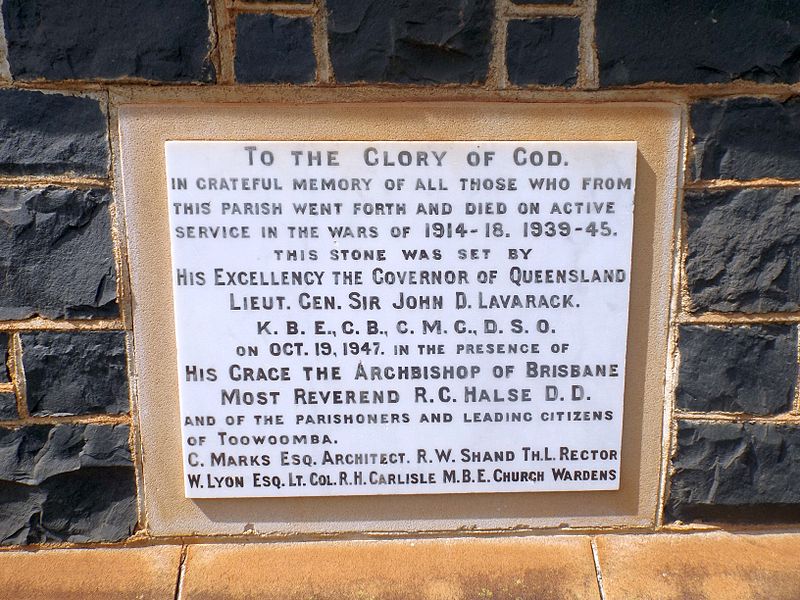 To the Glory of God.
In grateful memory of all those who from
this parish went forth and died on active
service in the wars of 1914-18. 1939-45.
This stone was set by
His Excellency the Governor of Queensland
Lieut. Gen. Sir John D. Lavarack.
K. B. E., C. B., C. M. G., D. S. O.
on Oct. 19, 1947. in the presence of
His Grace the Archbishop of Brisbane
Most Reverend R. C. Halse D. D.
and of the parishoners and leading citizens
of Toowoomba.
C. Marks Esq. Architect. R. W. Shand Th. L. Rector
W. Lyon Esq. Lt. Col. R. H. Carlisle M. B. E. Church Wardens